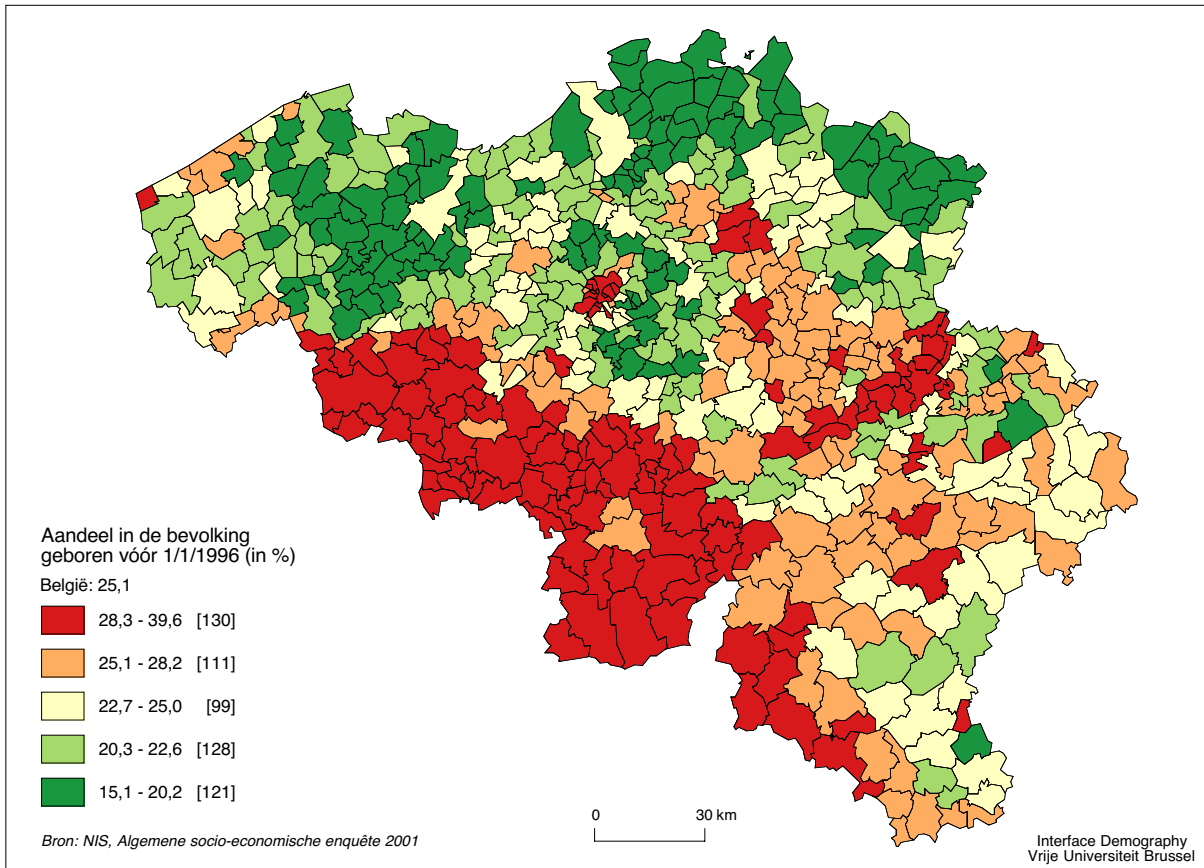 Aandeel in de bevolking
geboren vóór 1/1/1996 (in %)
België: 25,1
28,3 - 39,6 [130]
25,1 - 28,2 [111]
22,7 - 25,0 [99]
20,3 - 22,6 [128]
15,1 - 20,2 [121]
0 30 km
Bron: NIS, Algemene socio-economische enquête 2001
Interface Demography
Vrije Universiteit Brussel